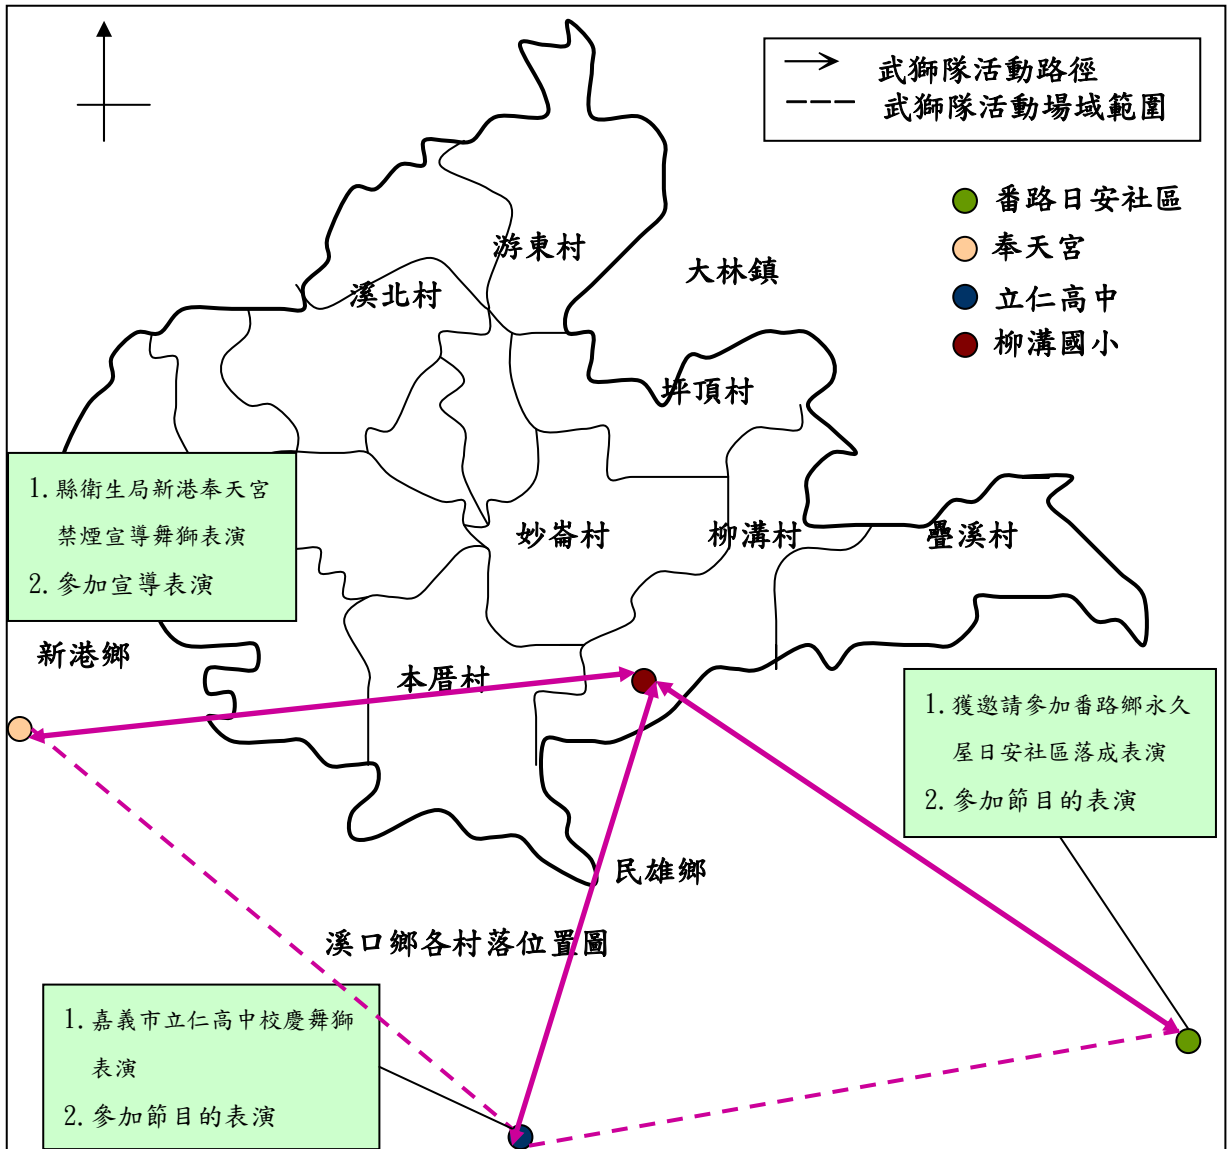 武獅隊活動路徑
武獅隊活動場域範圍
番路日安社區
奉天宮
立仁高中
柳溝國小
游東村
大林鎮
溪北村
坪頂村
1. 縣衛生局新港奉天宮
禁煙宣導舞獅表演
2. 參加宣導表演
妙崙村
柳溝村
疊溪村
新港鄉
本厝村
1. 獲邀請參加番路鄉永久
屋日安社區落成表演
2. 參加節目的表演
民雄鄉
溪口鄉各村落位置圖
1. 嘉義市立仁高中校慶舞獅
表演
2. 參加節目的表演